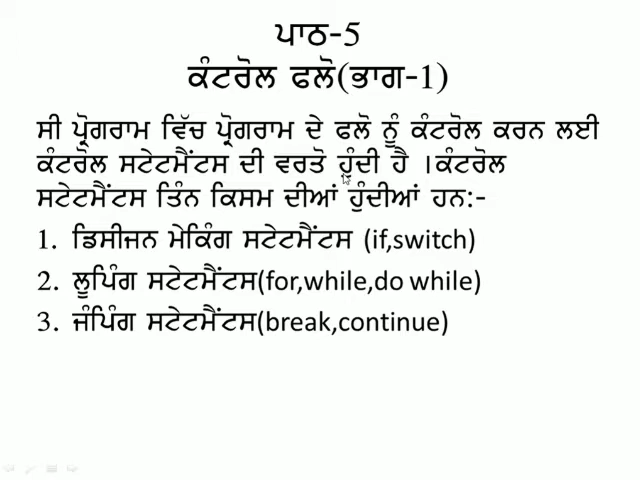 ਪਾਠ-5
ਕੰਟਰੋਲ ਫਲੋ(ਭਾਗ-1)
ਸੀ ਪ੍ਰੋਗਰਾਮ ਵਿੱਚ ਪ੍ਰੋਗਰਾਮ ਦੇ ਫਲੋ ਨੂੰ ਕੰਟਰੋਲ ਕਰਨ ਲਈ
ਕੰਟਰੋਲ ਸਟੇਟਮੈਂਟਸ ਦੀ ਵਰਤੋ ਹੁੰਦੀ ਹੈ ।ਕੰਟਰੋਲ
ਸਟੇਟਮੈਂਟਸ ਤਿੰਨ ਕਿਸਮ ਦੀਆਂ ਹੁੰਦੀਆਂ ਹਨ:-
1. ਡਿਸੀਜਨ ਮੇਕਿੰਗ ਸਟੇਟਮੈਂਟਸ (if,switch)
2. ਲੂਪਿੰਗ ਸਟੇਟਮੈਂਟਸ(for,while,do while)
3. ਜੰਪਿੰਗ ਸਟੇਟਮੈਂਟਸ(break,continue)